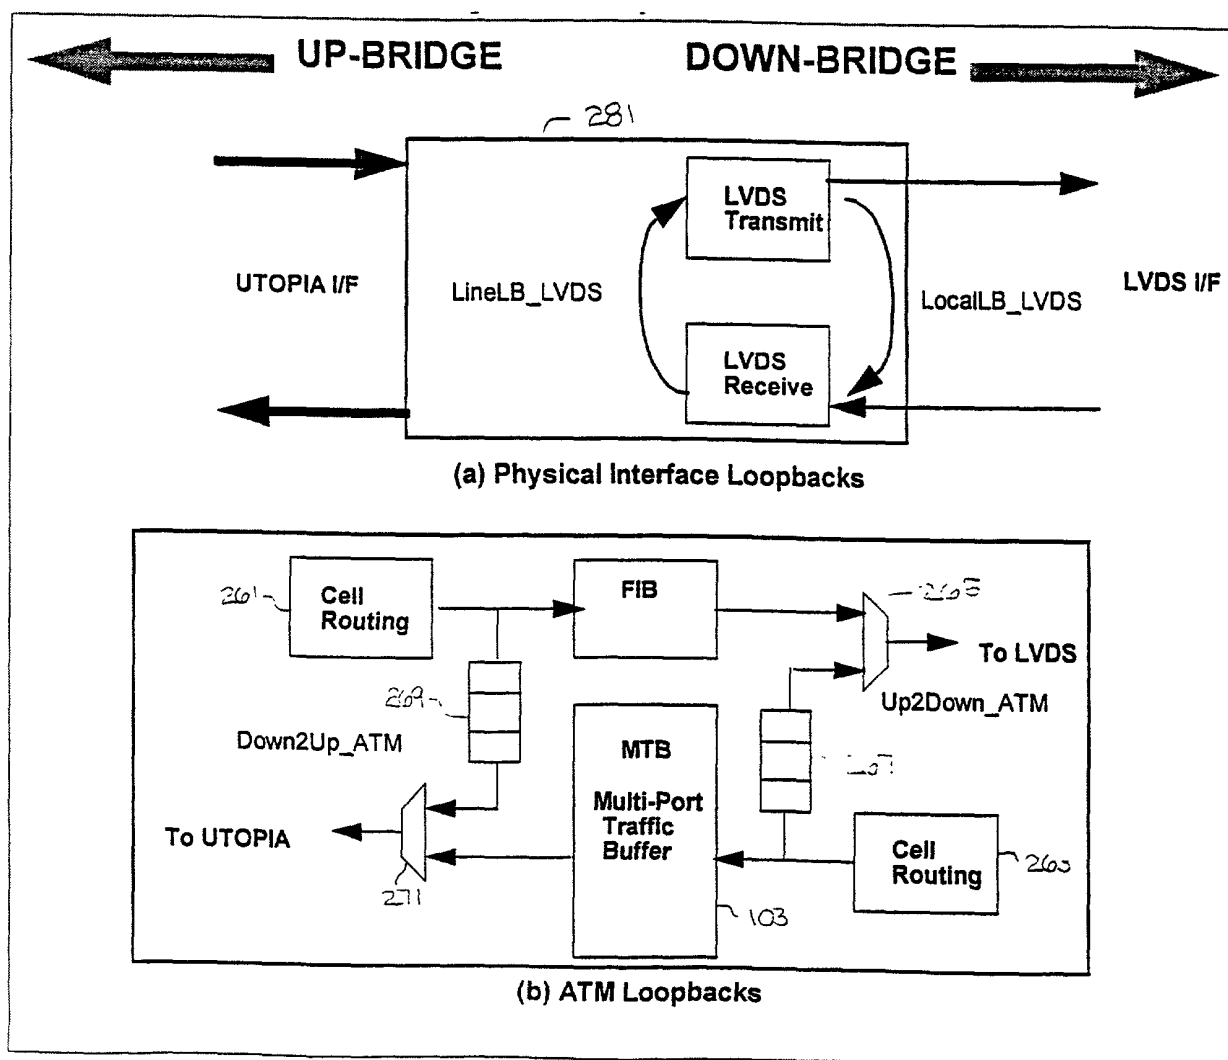 UP-BRIDGE
DOWN-BRIDGE
281
LVDS
Transmit
UTOPIA I/F
LineLB_LVDS
LocalLB_LVDS
LVDS I/F
LVDS
Receive
(a) Physical Interface Loopbacks
261
Cell
Routing
FIB
To LVDS
269
Up2Down_ATM
Down2Up_ATM
MTB
Multi-Port
Traffic
Buffer
To UTOPIA
Cell
Routing
271
103
(b) ATM Loopbacks